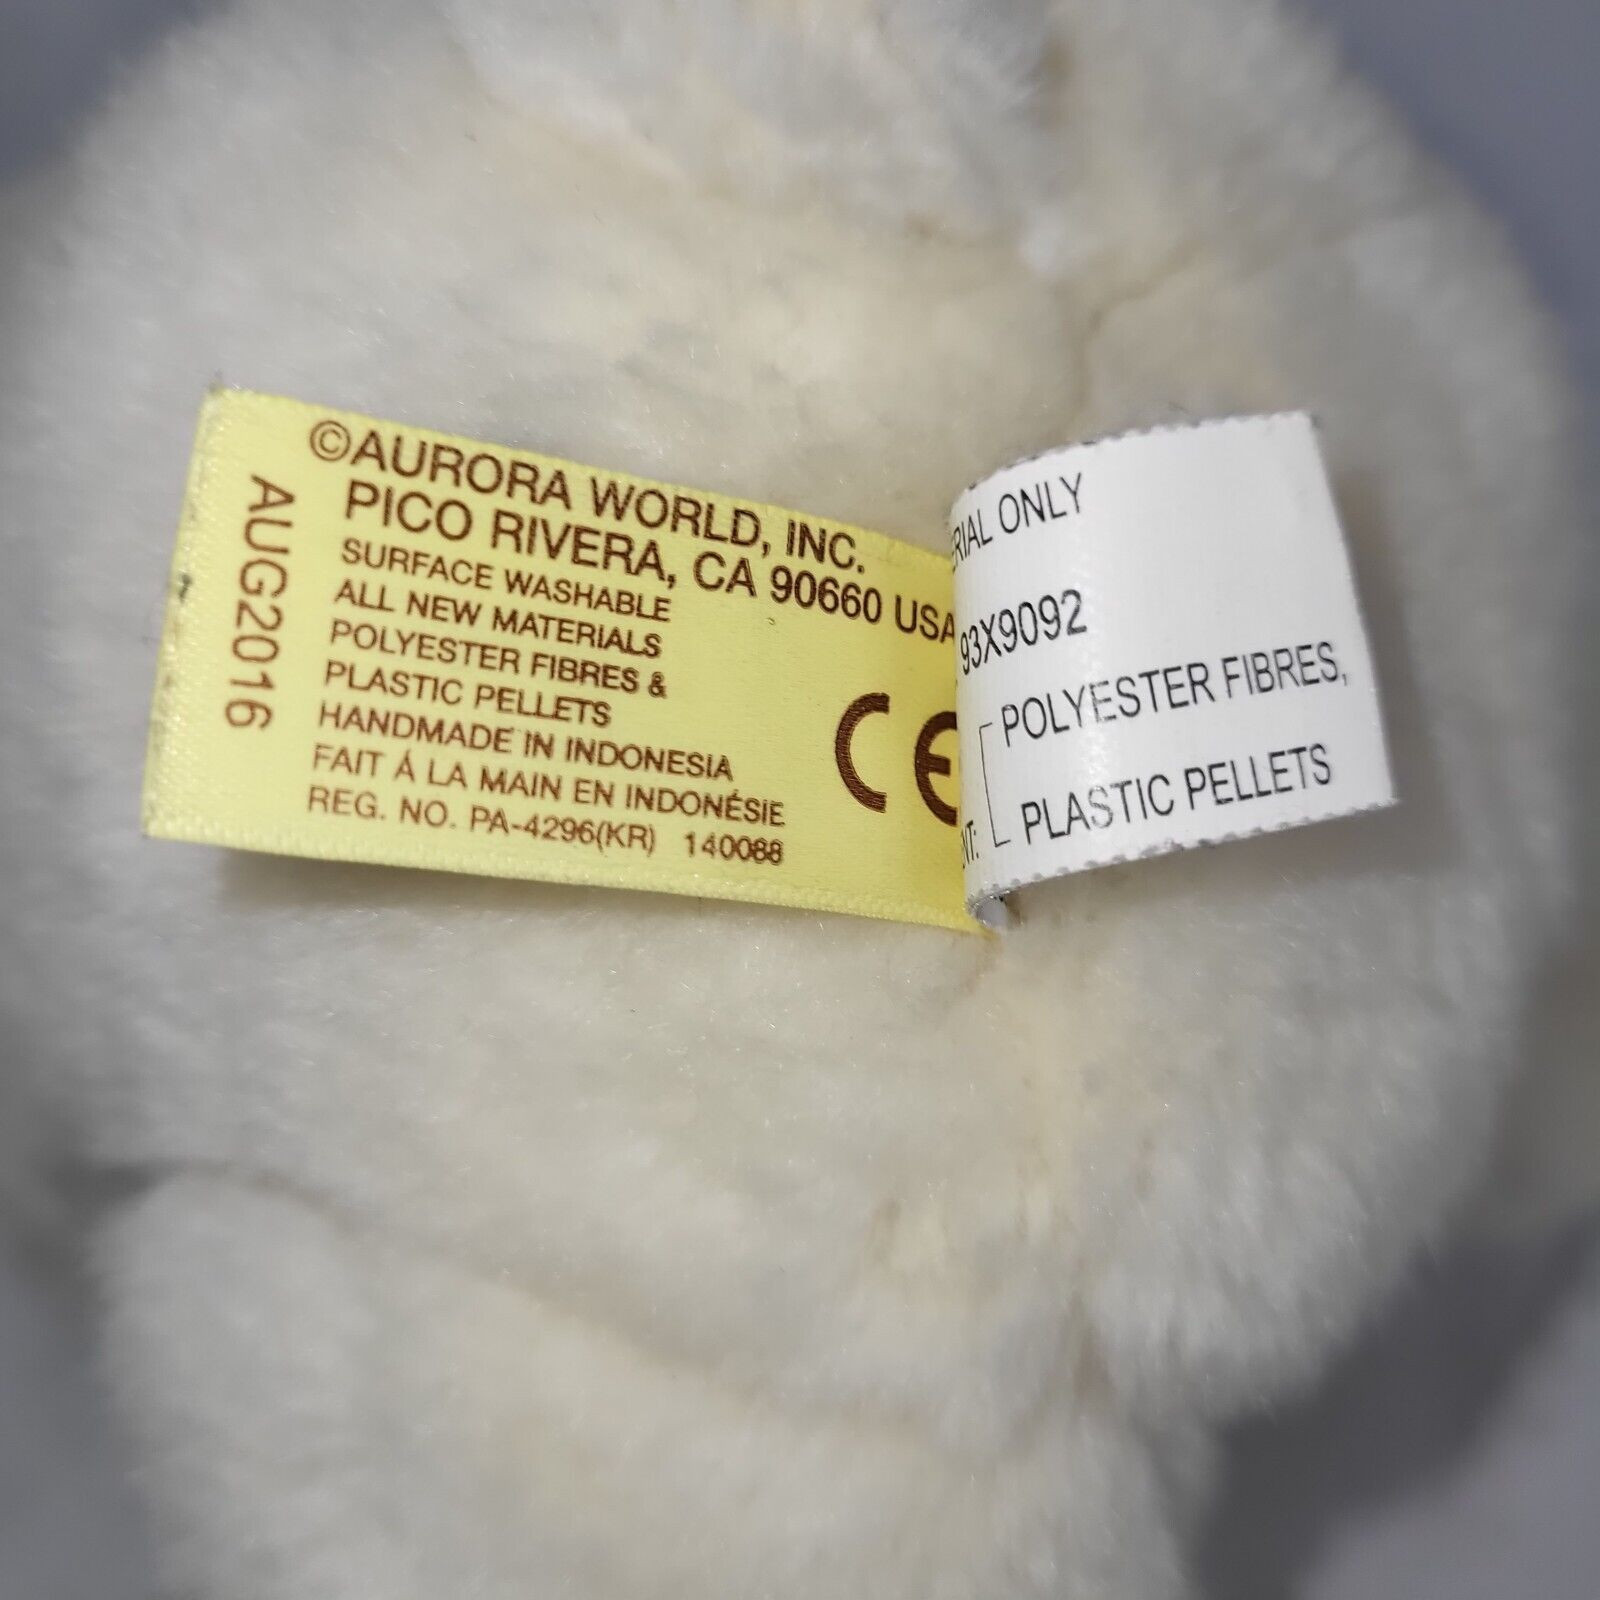 ©AURORA WORLD, INC.
PICO RIVERA, CA 90660 USA
SURFACE WASHABLE
ALL NEW MATERIALS
POLYESTER FIBRES &
PLASTIC PELLETS
HANDMADE IN INDONESIA
FAIT À LA MAIN EN INDONÉSIE
REG. NO. PA-4296(KR) 140088
AUG2016
CE
ONLY
93X9092
POLYESTER FIBRES,
PLASTIC PELLETS